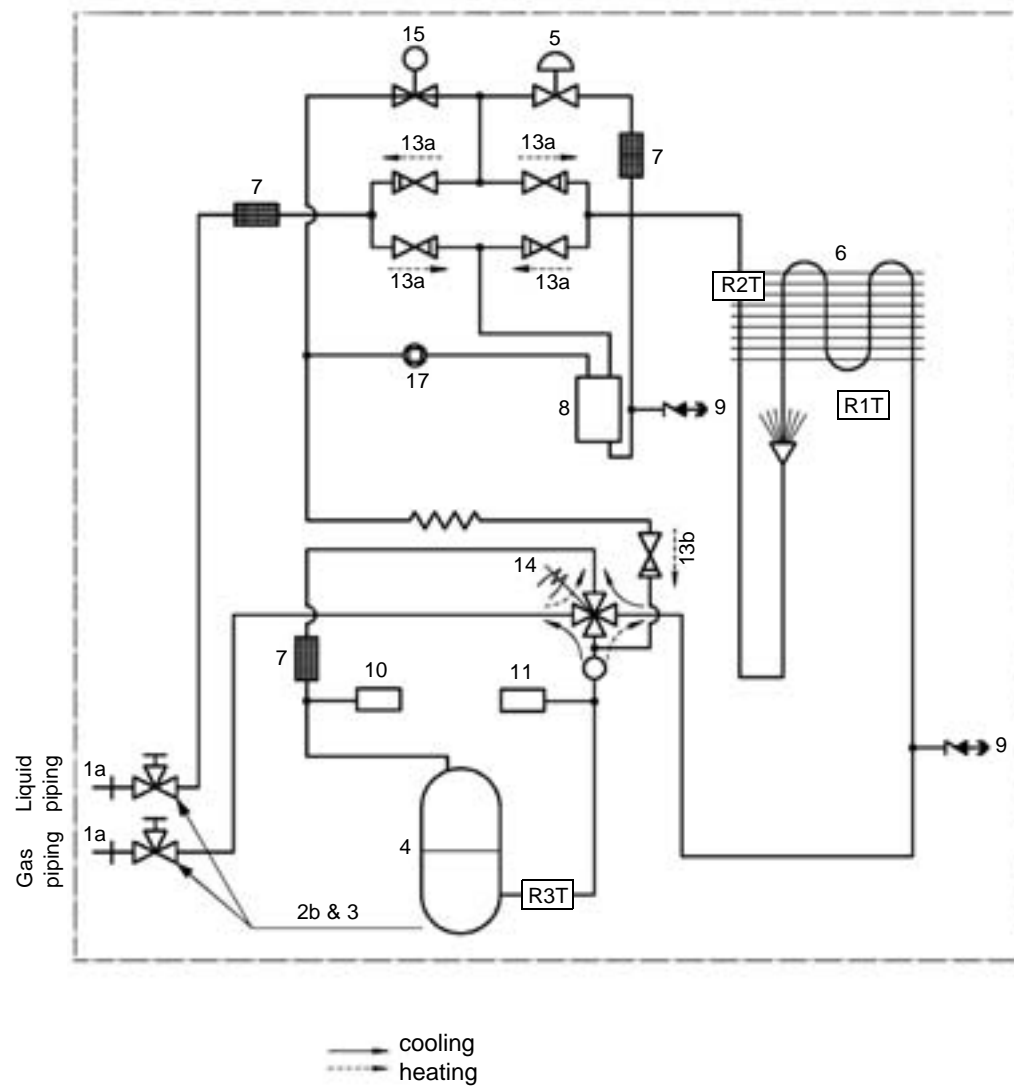 15
5
13a
13a
7
7
13a
13a
6
R2T
17
8
9
R1T
14
13b
7
10
11
9
Liquid
piping
1a
Gas
piping
1a
4
R3T
2b & 3
cooling
heating